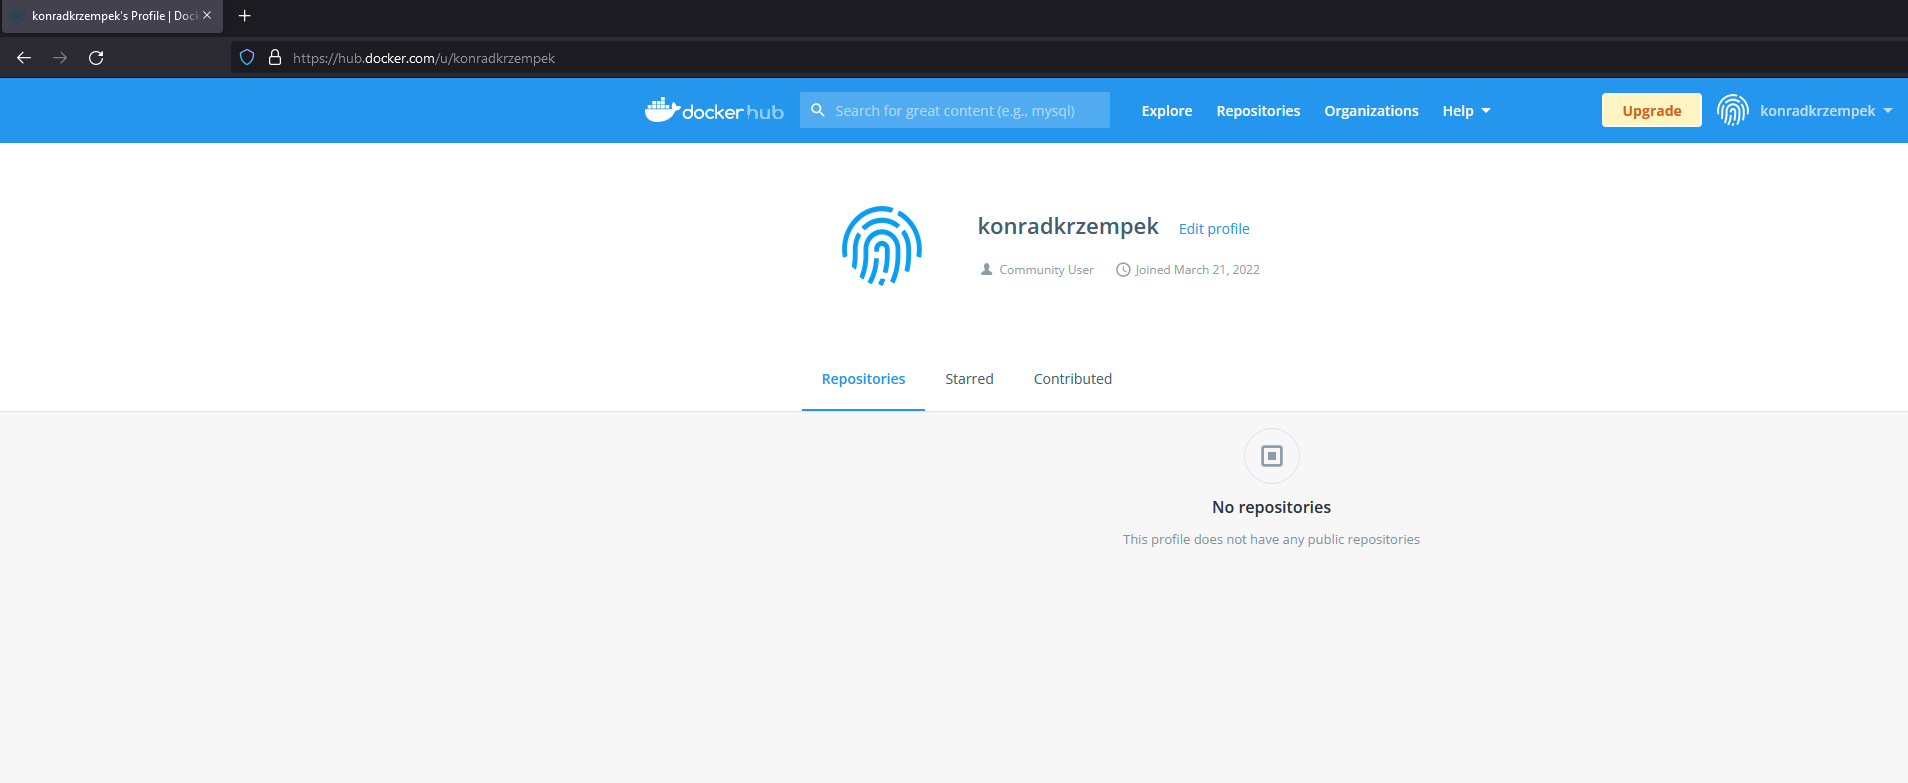 konradkrzempek's Profile | Doc
https://hub.docker.com/u/konradkrzempek
docker hub Search for great content (e.g., mysql) Explore Repositories Organizations Help Upgrade konradkrzempek
konradkrzempek Edit profile
Community User Joined March 21, 2022
Repositories Starred Contributed
No repositories
This profile does not have any public repositories